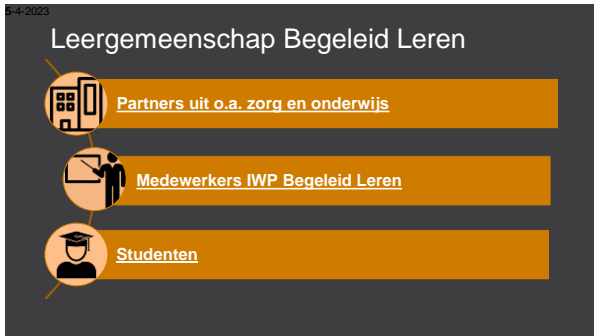 5-4-2023
Leergemeenschap Begeleid Leren
Partners uit o.a. zorg en onderwijs
Medewerkers IWP Begeleid Leren
Studenten